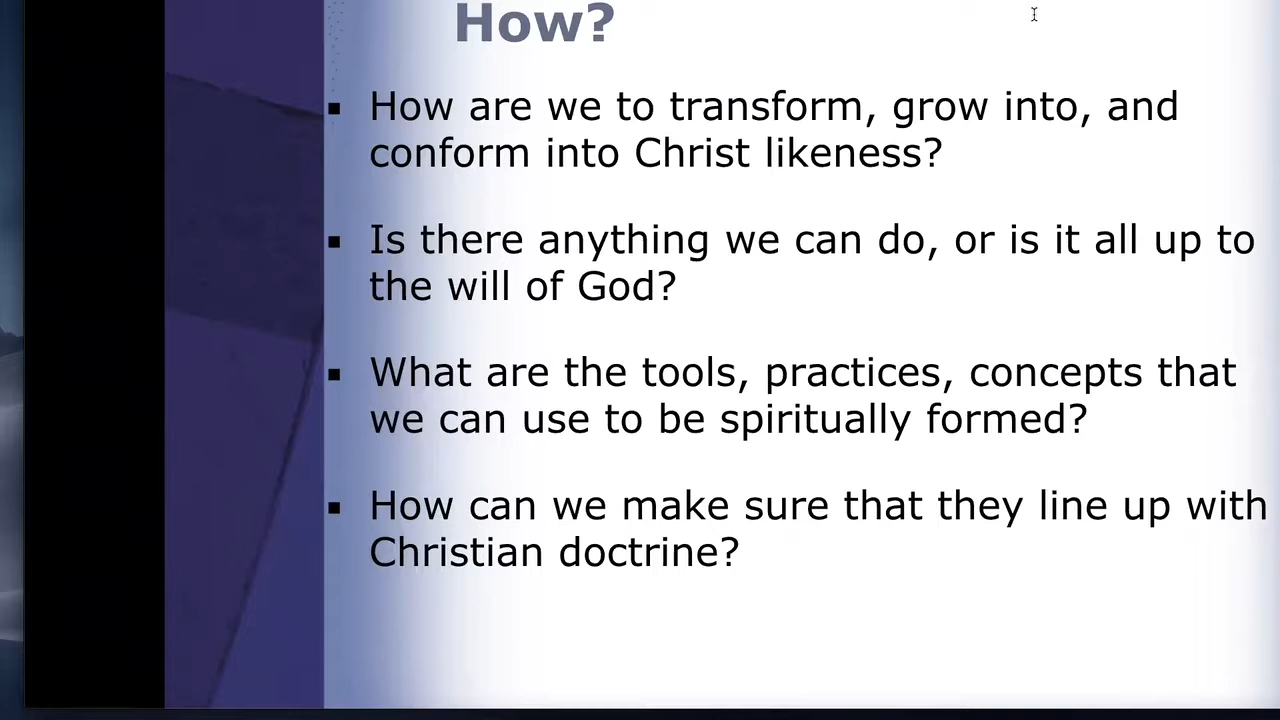 How?
▪ How are we to transform, grow into, and
conform into Christ likeness?
▪ Is there anything we can do, or is it all up to
the will of God?
▪ What are the tools, practices, concepts that
we can use to be spiritually formed?
▪ How can we make sure that they line up with
Christian doctrine?